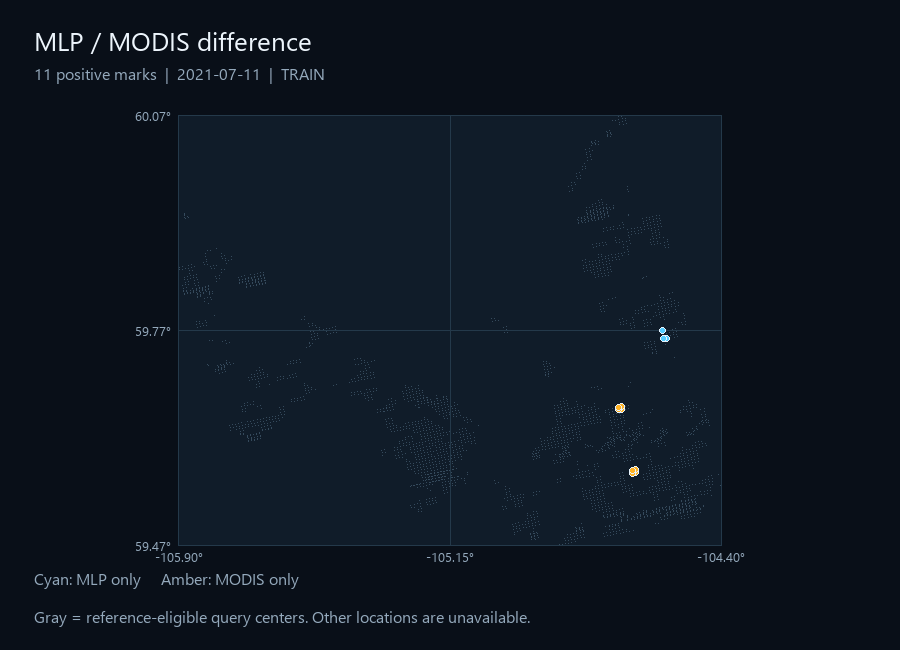 MLP / MODIS difference
11 positive marks | 2021-07-11 | TRAIN
60.07°
59.77°
59.47°
-105.90° -105.15° -104.40°
Cyan: MLP only Amber: MODIS only
Gray = reference-eligible query centers. Other locations are unavailable.